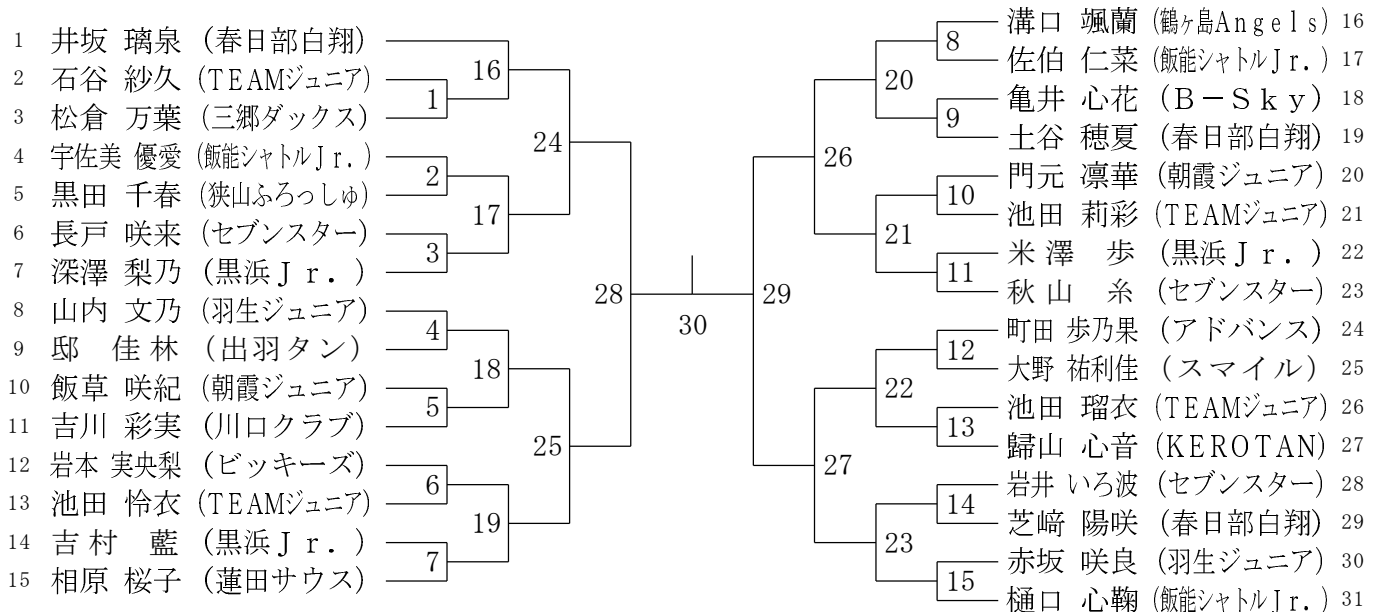 1 井坂 璃泉 (春日部白翔)
2 石谷 紗久 (TEAMジュニア)
3 松倉 万葉 (三郷ダックス)
4 宇佐美 優愛 (飯能シャトルJr.)
5 黒田 千春 (狭山ふろっしゅ)
6 長戸 咲来 (セブンスター)
7 深澤 梨乃 (黒浜Jr.)
8 山内 文乃 (羽生ジュニア)
9 邸 佳林 (出羽タン)
10 飯草 咲紀 (朝霞ジュニア)
11 吉川 彩実 (川口クラブ)
12 岩本 実央梨 (ビッキーズ)
13 池田 怜衣 (TEAMジュニア)
14 吉村 藍 (黒浜Jr.)
15 相原 桜子 (蓮田サウス)
16
1
24
2
17
3
28
4
18
5
25
6
19
7
30
29
8
20
9
26
10
21
11
12
22
13
27
14
23
15
溝口 颯蘭 (鶴ヶ島Angels) 16
佐伯 仁菜 (飯能シャトルJr.) 17
亀井 心花 (B－Sky) 18
土谷 穂夏 (春日部白翔) 19
門元 凛華 (朝霞ジュニア) 20
池田 莉彩 (TEAMジュニア) 21
米澤 歩 (黒浜Jr.) 22
秋山 糸 (セブンスター) 23
町田 歩乃果 (アドバンス) 24
大野 祐利佳 (スマイル) 25
池田 瑠衣 (TEAMジュニア) 26
歸山 心音 (KEROTAN) 27
岩井 いろ波 (セブンスター) 28
芝﨑 陽咲 (春日部白翔) 29
赤坂 咲良 (羽生ジュニア) 30
樋口 心鞠 (飯能シャトルJr.) 31